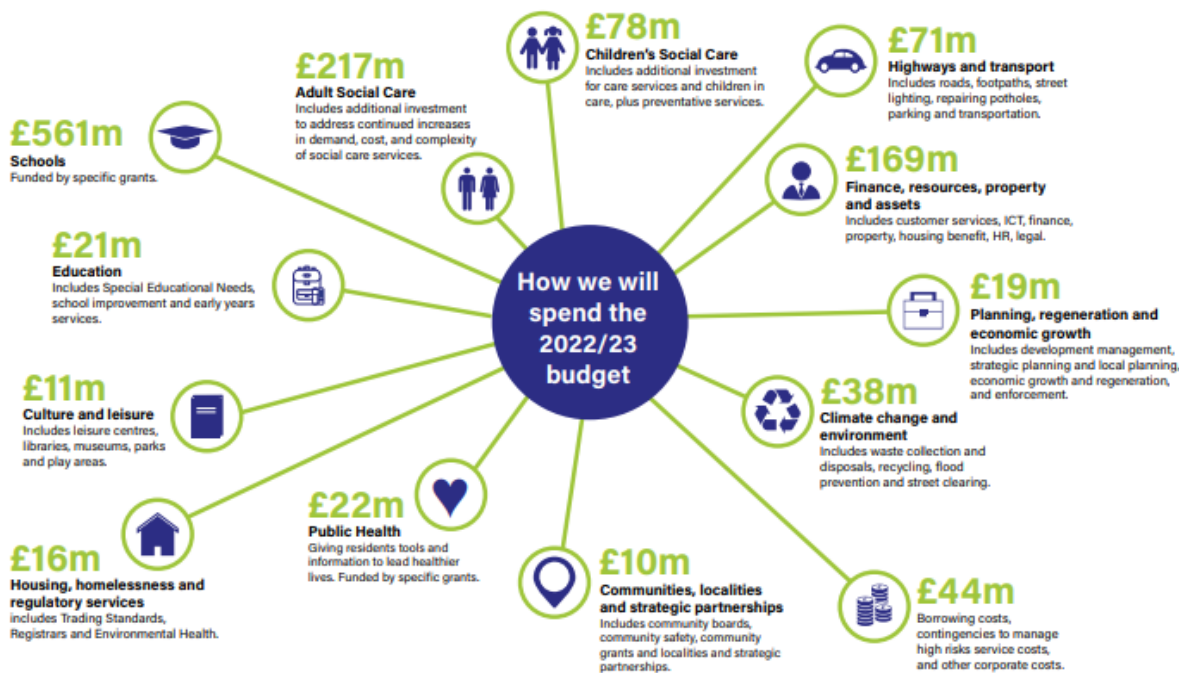 How we will
spend the
2022/23
budget
£78m
Children's Social Care
Includes additional investment
for care services and children in
care, plus preventative services.
£71m
Highways and transport
Includes roads, footpaths, street
lighting, repairing potholes,
parking and transportation.
£217m
Adult Social Care
Includes additional investment
to address continued increases
in demand, cost, and complexity
of social care services.
£561m
Schools
Funded by specific grants.
£169m
Finance, resources, property
and assets
Includes customer services, ICT, finance,
property, housing benefit, HR, legal.
£21m
Education
Includes Special Educational Needs,
school improvement and early years
services.
£19m
Planning, regeneration and
economic growth
Includes development management,
strategic planning and local planning,
economic growth and regeneration,
and enforcement.
£11m
Culture and leisure
Includes leisure centres,
libraries, museums, parks
and play areas.
£38m
Climate change and
environment
Includes waste collection and
disposals, recycling, flood
prevention and street clearing.
£22m
Public Health
Giving residents tools and
information to lead healthier
lives. Funded by specific grants.
£16m
Housing, homelessness and
regulatory services
includes Trading Standards,
Registrars and Environmental Health.
£10m
Communities, localities
and strategic partnerships
Includes community boards,
community safety, community
grants and localities and strategic
partnerships.
£44m
Borrowing costs,
contingencies to manage
high risks service costs,
and other corporate costs.